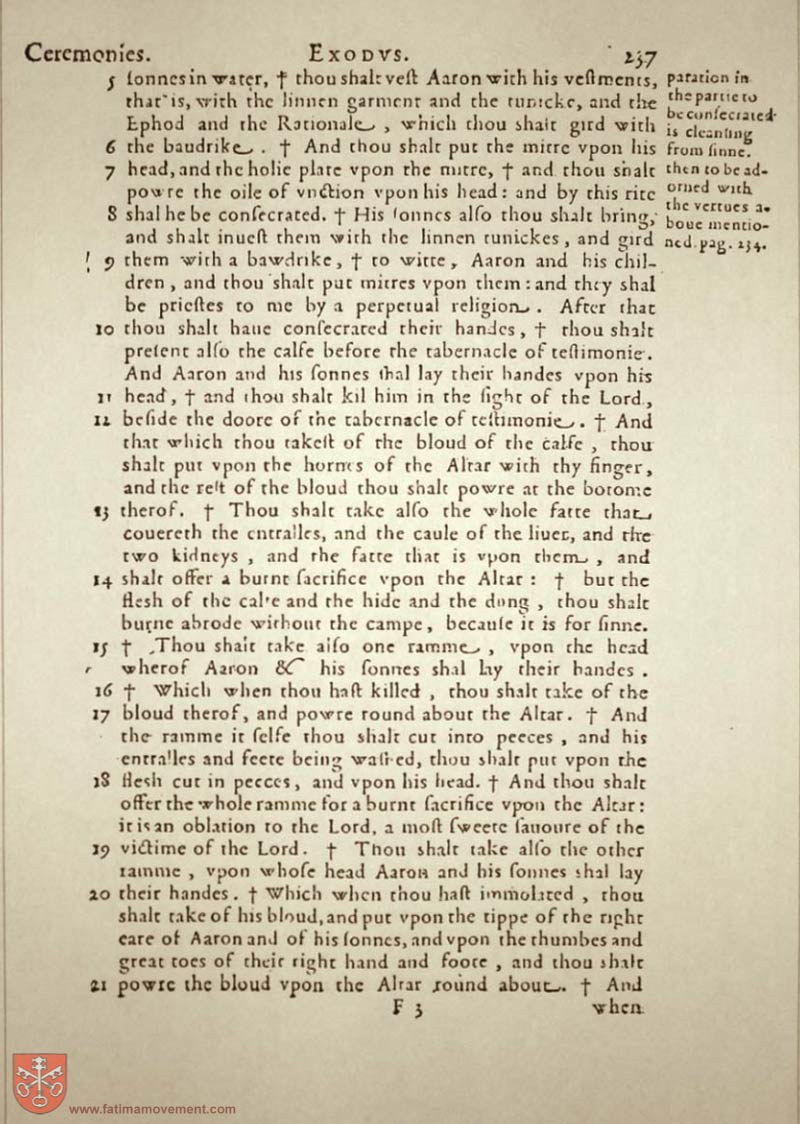 Ceremonies. EXODVS. 237
5 ſonnes in water, † thou shalt veſt Aaron with his veſtments,
that is, with the linnen garment and the tunicke, and the
Ephod and the Rationale, which thou shalt gird with
6 the baudrike. † And thou shalt put the mitre vpon his
7 head, and the holie plate vpon the mitre, † and thou shalt
powre the oile of vnction vpon his head: and by this rite
8 shal he be conſecrated. † His ſonnes alſo thou shalt bring,
and shalt inueſt them with the linnen tunickes, and gird
9 them with a bawdrike, † to witte, Aaron and his chil-
dren, and thou shalt put mitres vpon them: and they shal
be prieſtes to me by a perpetual religion. After that
10 thou shalt haue conſecrated their handes, † thou shalt
preſent alſo the calfe before the tabernacle of teſtimonie.
And Aaron and his ſonnes shal lay their handes vpon his
11 head, † and thou shalt kil him in the ſight of the Lord,
12 beſide the doore of the tabernacle of teſtimonie. † And
that which thou takeſt of the bloud of the calfe, thou
shalt put vpon the hornes of the Altar with thy finger,
and the reſt of the bloud thou shalt powre at the botome
13 therof. † Thou shalt take alſo the whole fatte that
couereth the entralles, and the caule of the liuer, and the
two kidneys, and the fatte that is vpon them, and
14 shalt offer a burnt ſacrifice vpon the Altar: † but the
flesh of the calfe and the hide and the dong, thou shalt
burne abrode without the campe, becauſe it is for ſinne.
15 † Thou shalt take alſo one ramme, vpon the head
wherof Aaron & his ſonnes shal lay their handes.
16 † Which when thou haſt killed, thou shalt take of the
17 bloud therof, and powre round about the Altar. † And
the ramme it ſelfe thou shalt cut into peeces, and his
entralles and feete being washed, thou shalt put vpon the
18 flesh cut in peeces, and vpon his head. † And thou shalt
offer the whole ramme for a burnt ſacrifice vpon the Altar:
it is an oblation to the Lord, a moſt ſweete ſauoure of the
19 victime of the Lord. † Thou shalt take alſo the other
ramme, vpon whoſe head Aaron and his ſonnes shal lay
20 their handes. † Which when thou haſt immolated, thou
shalt take of his bloud, and put vpon the tippe of the right
eare of Aaron and of his ſonnes, and vpon the thumbes and
great toes of their right hand and foote, and thou shalt
21 powre the bloud vpon the Altar round about. † And
F 3 when
paration in
the partie to
be conſecrated
is cleanſing
from ſinne.
then to be ad-
orned with
the vertues a-
boue mentio-
ned. pag. 234.
www.fatimamovement.com